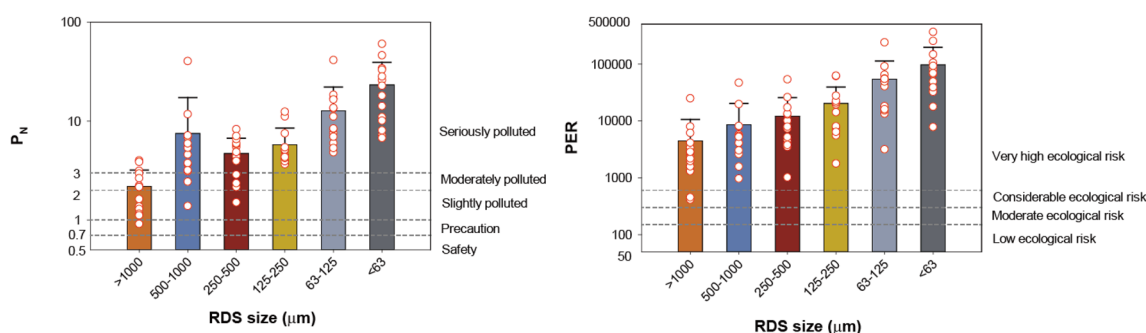 100
10
3
2
1
0.7
0.5
P_N
Seriously polluted
Moderately polluted
Slightly polluted
Precaution
Safety
>1000
500-1000
250-500
125-250
63-125
<63
RDS size (μm)
500000
100000
10000
1000
100
50
PER
Very high ecological risk
Considerable ecological risk
Moderate ecological risk
Low ecological risk
>1000
500-1000
250-500
125-250
63-125
<63
RDS size (μm)